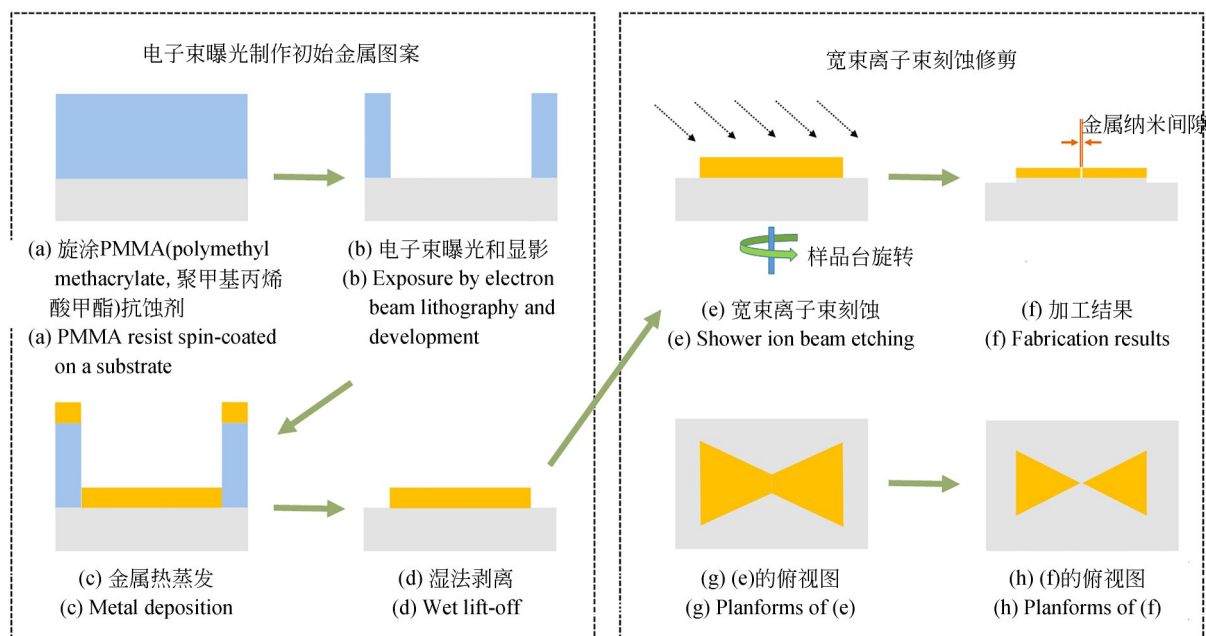 电子束曝光制作初始金属图案
(a) 旋涂PMMA(polymethyl
methacrylate, 聚甲基丙烯
酸甲酯)抗蚀剂
(a) PMMA resist spin-coated
on a substrate
(b) 电子束曝光和显影
(b) Exposure by electron
beam lithography and
development
(c) 金属热蒸发
(c) Metal deposition
(d) 湿法剥离
(d) Wet lift-off
宽束离子束刻蚀修剪
金属纳米间隙
样品台旋转
(e) 宽束离子束刻蚀
(e) Shower ion beam etching
(f) 加工结果
(f) Fabrication results
(g) (e)的俯视图
(g) Planforms of (e)
(h) (f)的俯视图
(h) Planforms of (f)